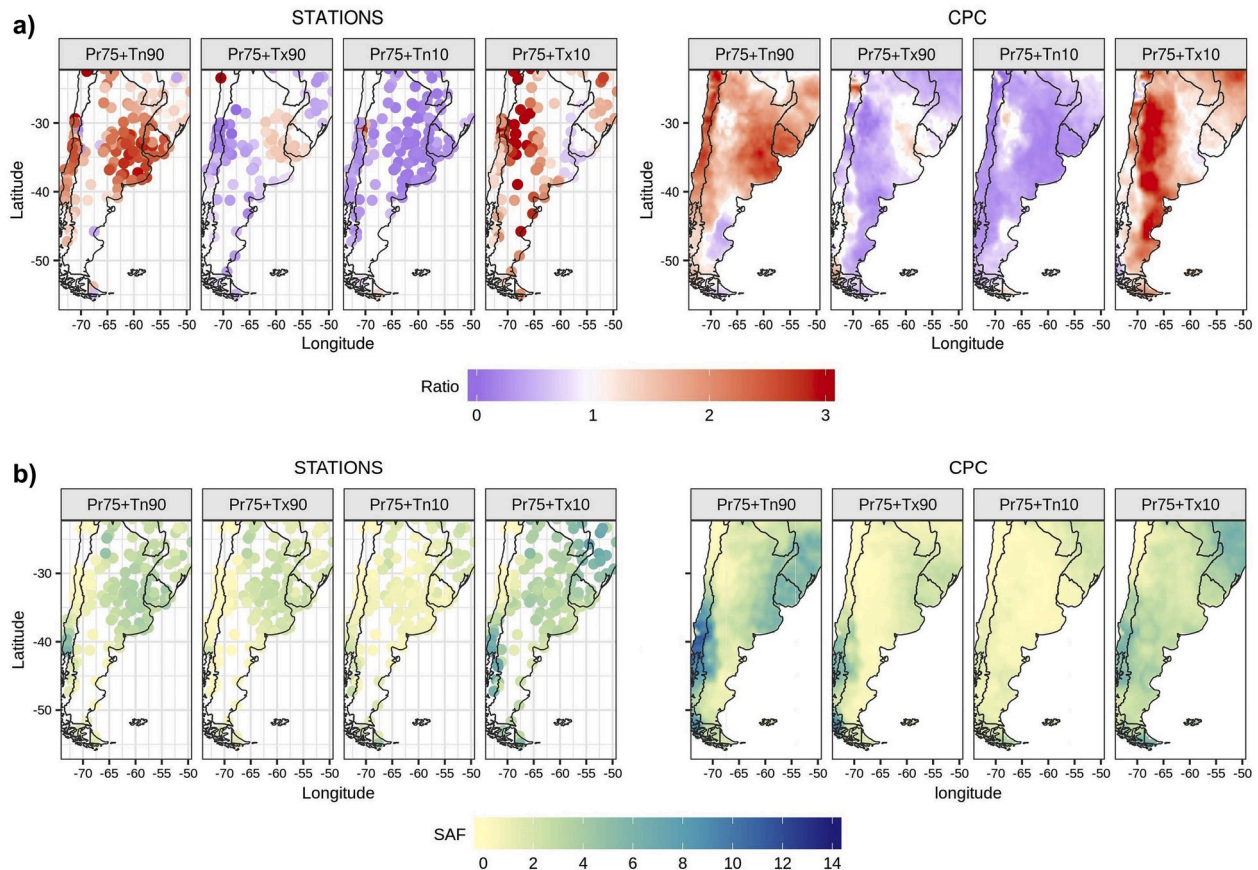 a)
STATIONS
CPC
Pr75+Tn90 Pr75+Tx90 Pr75+Tn10 Pr75+Tx10
Pr75+Tn90 Pr75+Tx90 Pr75+Tn10 Pr75+Tx10
Latitude
-30
-40
-50
Latitude
-30
-40
-50
-70 -65 -60 -55 -50 -70 -65 -60 -55 -50 -70 -65 -60 -55 -50 -70 -65 -60 -55 -50
-70 -65 -60 -55 -50 -70 -65 -60 -55 -50 -70 -65 -60 -55 -50 -70 -65 -60 -55 -50
Longitude
Longitude
Ratio
0 1 2 3
b)
STATIONS
CPC
Pr75+Tn90 Pr75+Tx90 Pr75+Tn10 Pr75+Tx10
Pr75+Tn90 Pr75+Tx90 Pr75+Tn10 Pr75+Tx10
Latitude
-30
-40
-50
Latitude
-30
-40
-50
-70 -65 -60 -55 -50 -70 -65 -60 -55 -50 -70 -65 -60 -55 -50 -70 -65 -60 -55 -50
-70 -65 -60 -55 -50 -70 -65 -60 -55 -50 -70 -65 -60 -55 -50 -70 -65 -60 -55 -50
Longitude
longitude
SAF
0 2 4 6 8 10 12 14